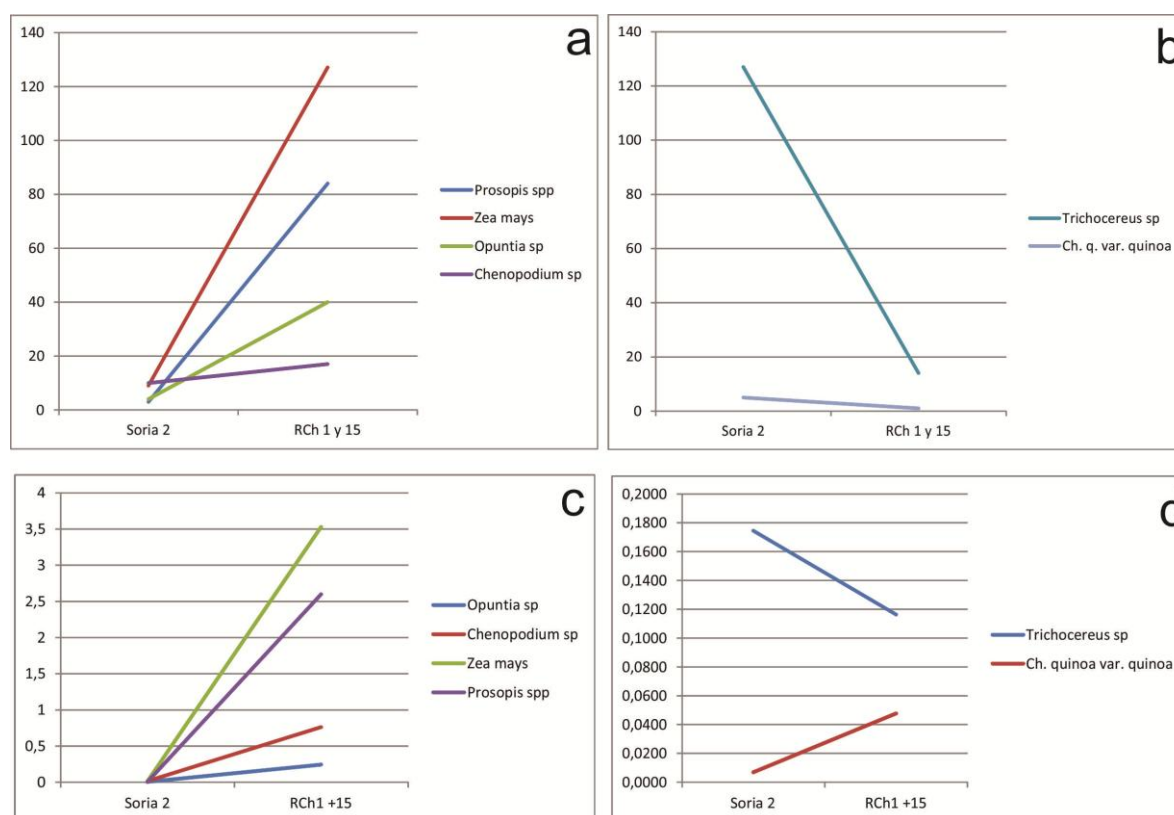 a
140
120
100
80
60
40
20
0
Soria 2
RCh 1 y 15
Prosopis spp
Zea mays
Opuntia sp
Chenopodium sp
b
140
120
100
80
60
40
20
0
Soria 2
RCh 1 y 15
Trichocereus sp
Ch. q. var. quinoa
c
4
3,5
3
2,5
2
1,5
1
0,5
0
Soria 2
RCh1 +15
Opuntia sp
Chenopodium sp
Zea mays
Prosopis spp
d
0,2000
0,1800
0,1600
0,1400
0,1200
0,1000
0,0800
0,0600
0,0400
0,0200
0,0000
Soria 2
RCh1 +15
Trichocereus sp
Ch. quinoa var. quinoa